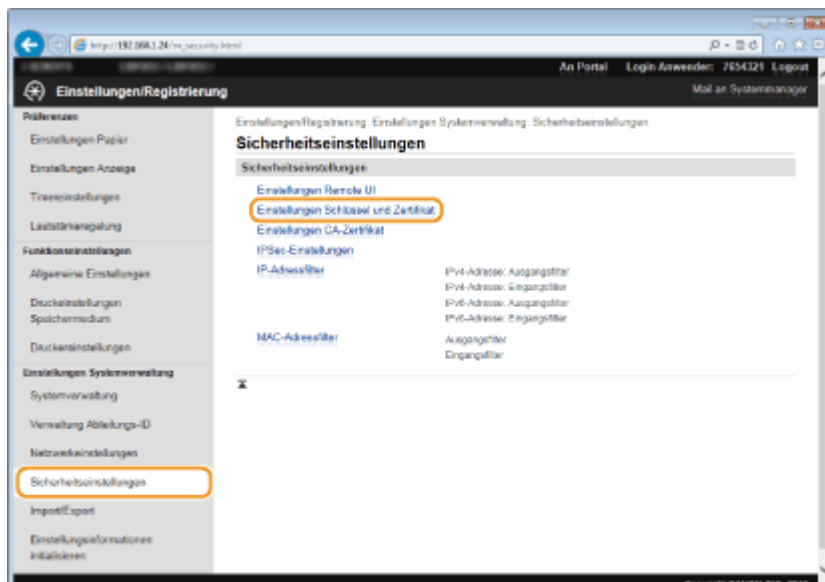 http://192.168.1.24/m_security.html
An Portal Login Anwender: 7654321 Logout
Einstellungen/Registrierung
Mail an Systemmanager
Präferenzen
Einstellungen Papier
Einstellungen Anzeige
Timereinstellungen
Lautstärkeregelung
Funktionseinstellungen
Allgemeine Einstellungen
Druckeinstellungen
Speichermedium
Druckereinstellungen
Einstellungen Systemverwaltung
Systemverwaltung
Verwaltung Abteilungs-ID
Netzwerkeinstellungen
Sicherheitseinstellungen
Import/Export
Einstellungsinformationen
initialisieren
Einstellungen/Registrierung: Einstellungen Systemverwaltung: Sicherheitseinstellungen
Sicherheitseinstellungen
Sicherheitseinstellungen
Einstellungen Remote UI
Einstellungen Schlüssel und Zertifikat
Einstellungen CA-Zertifikat
IPSec-Einstellungen
IP-Adressfilter
IPv4-Adresse: Ausgangsfilter
IPv4-Adresse: Eingangsfilter
IPv6-Adresse: Ausgangsfilter
IPv6-Adresse: Eingangsfilter
MAC-Adressfilter
Ausgangsfilter
Eingangsfilter